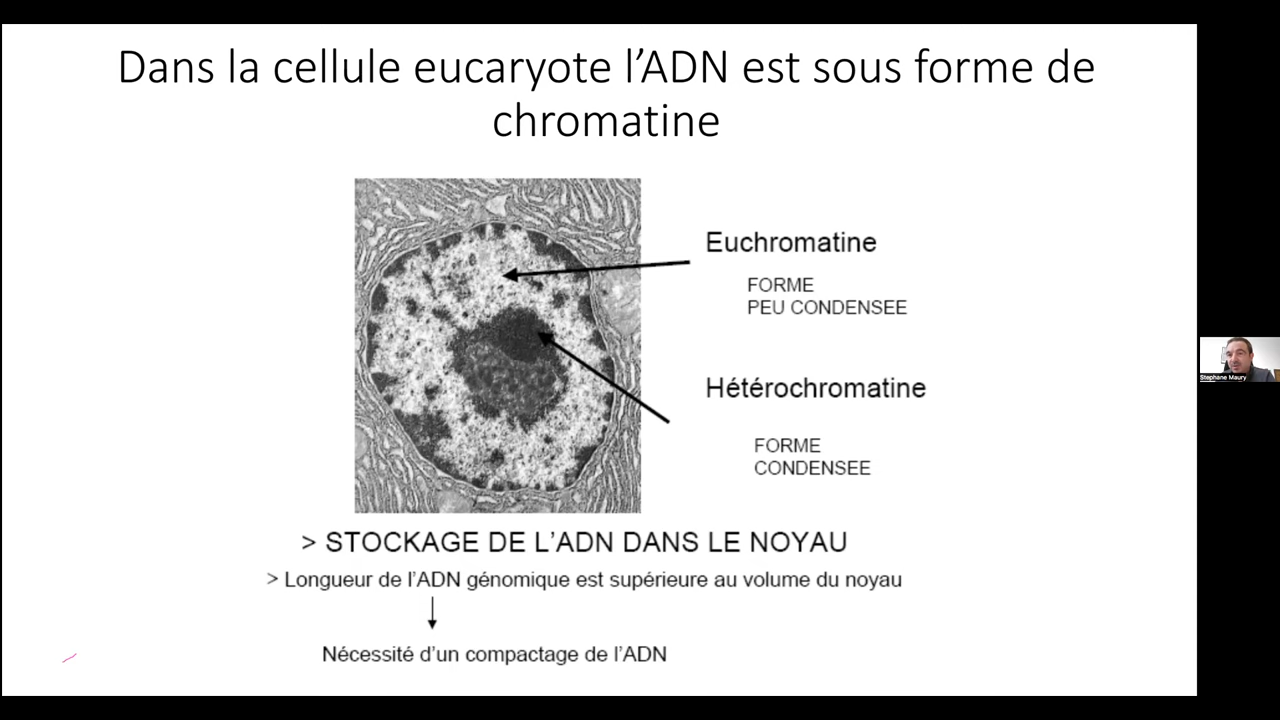 Dans la cellule eucaryote l’ADN est sous forme de
chromatine
Euchromatine
FORME
PEU CONDENSEE
Hétérochromatine
FORME
CONDENSEE
> STOCKAGE DE L’ADN DANS LE NOYAU
> Longueur de l’ADN génomique est supérieure au volume du noyau
Nécessité d’un compactage de l’ADN
Stephane Maury